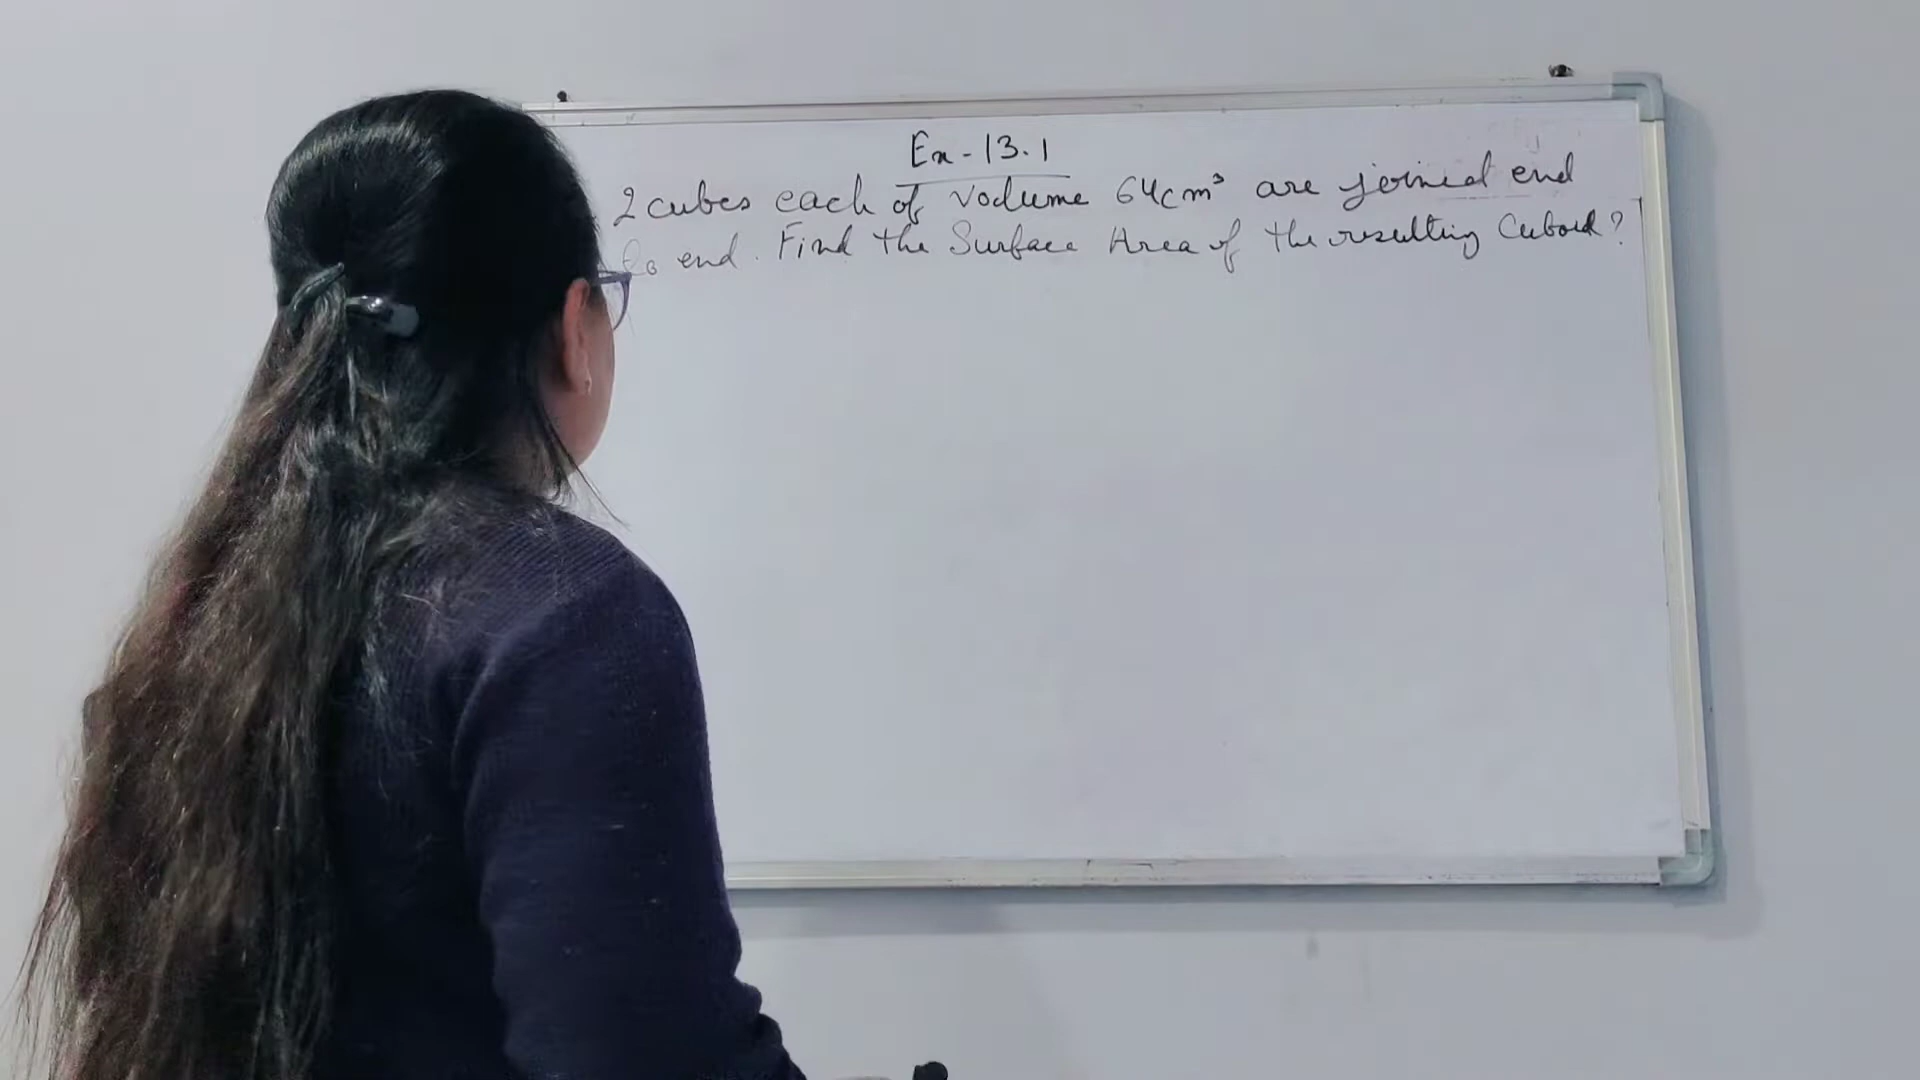 Ex-13.1
2 cubes each of volume 64cm³ are joined end
to end. Find the Surface Area of the resulting Cuboid?